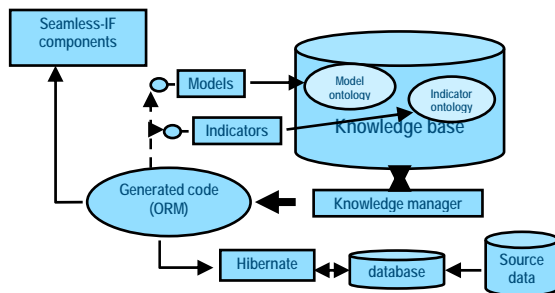 Seamless-IF
components
Models
Model
ontology
Indicator
ontology
Indicators
Knowledge base
Generated code
(ORM)
Knowledge manager
Hibernate
database
Source
data